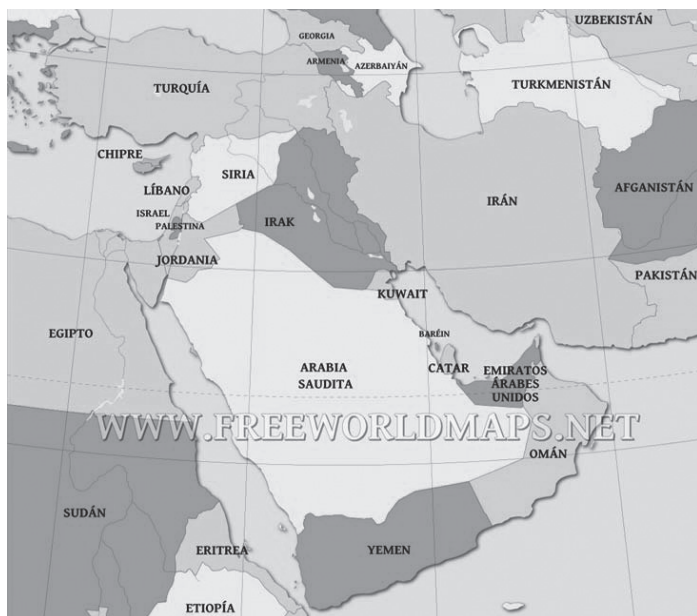 UZBEKISTÁN
GEORGIA
ARMENIA
AZERBAIYÁN
TURQUÍA
TURKMENISTÁN
CHIPRE
SIRIA
LÍBANO
AFGANISTÁN
IRÁN
ISRAEL
PALESTINA
IRAK
JORDANIA
PAKISTÁN
KUWAIT
EGIPTO
BARÉIN
ARABIA
SAUDITA
CATAR
EMIRATOS
ÁRABES
UNIDOS
WWW.FREEWORLDMAPS.NET
OMÁN
SUDÁN
ERITREA
YEMEN
ETIOPÍA